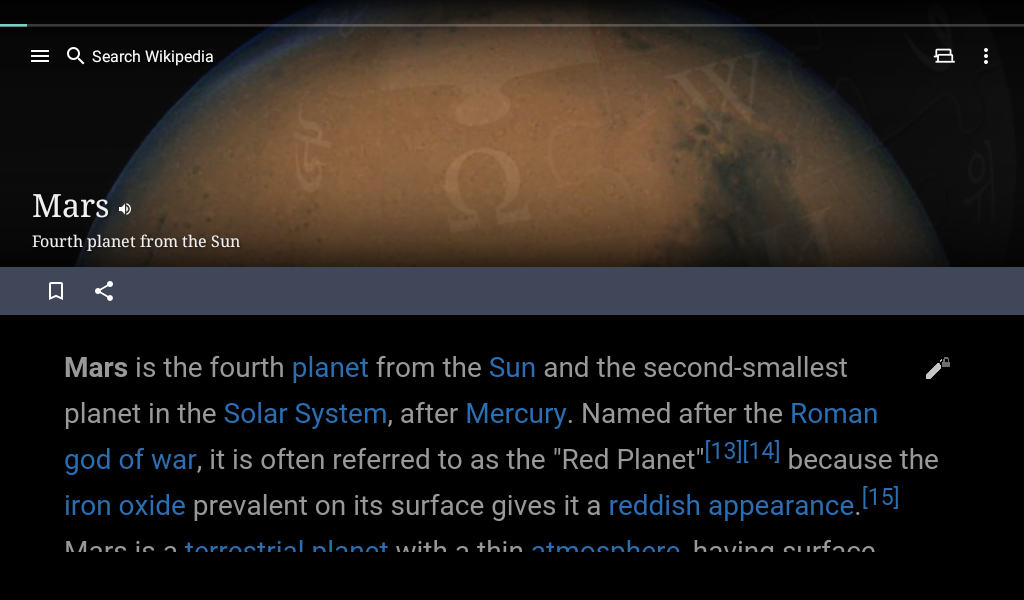 Search Wikipedia
Mars
Fourth planet from the Sun
Mars is the fourth planet from the Sun and the second-smallest
planet in the Solar System, after Mercury. Named after the Roman
god of war, it is often referred to as the "Red Planet"[13][14] because the
iron oxide prevalent on its surface gives it a reddish appearance.[15]
Mars is a terrestrial planet with a thin atmosphere, having surface